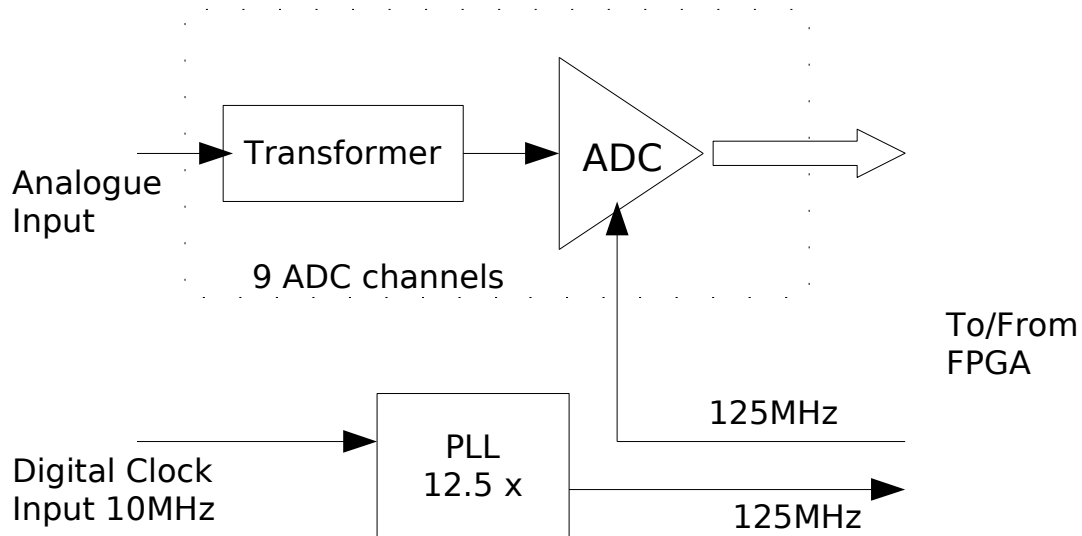 Transformer
ADC
Analogue
Input
9 ADC channels
To/From
FPGA
125MHz
PLL
12.5 x
Digital Clock
Input 10MHz
125MHz